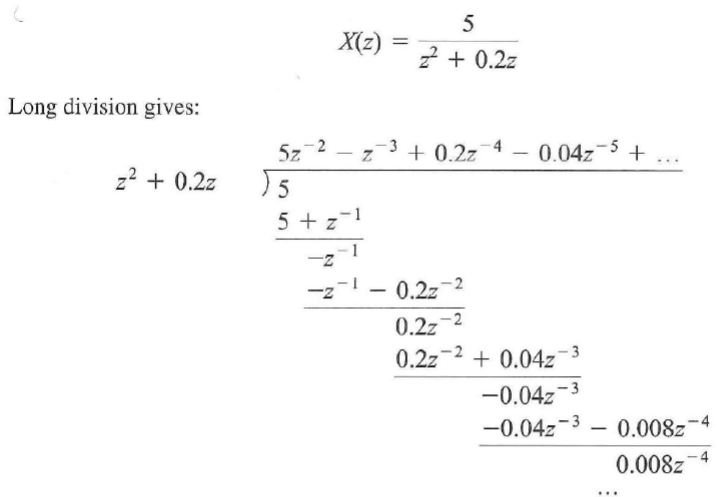 X(z) = 5 / (z² + 0.2z)
Long division gives:
5z⁻² − z⁻³ + 0.2z⁻⁴ − 0.04z⁻⁵ + ...
z² + 0.2z ) 5
5 + z⁻¹
−z⁻¹
−z⁻¹ − 0.2z⁻²
0.2z⁻²
0.2z⁻² + 0.04z⁻³
−0.04z⁻³
−0.04z⁻³ − 0.008z⁻⁴
0.008z⁻⁴
...